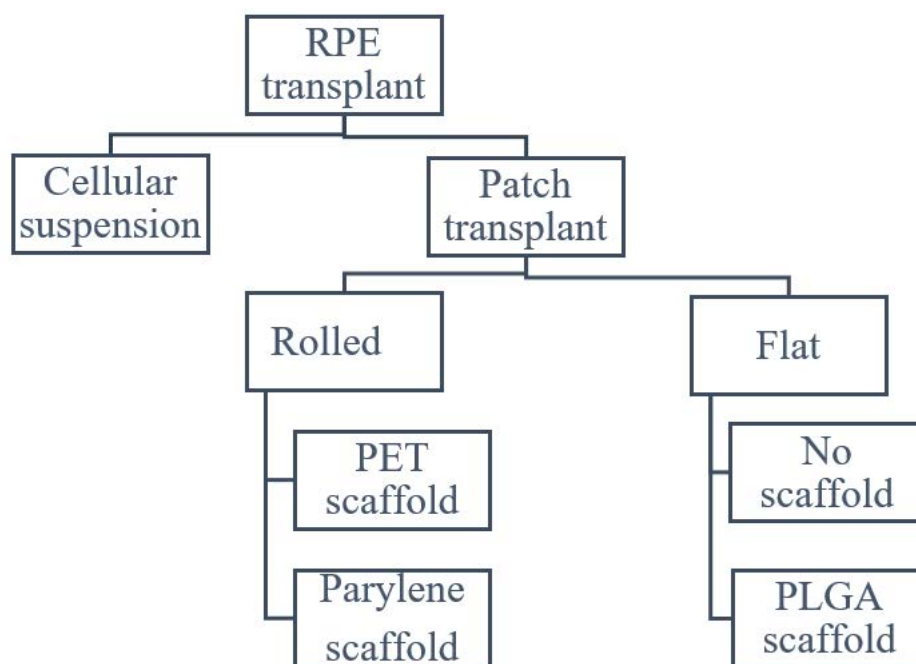 RPE
transplant
Cellular
suspension
Patch
transplant
Rolled
Flat
PET
scaffold
No
scaffold
Parylene
scaffold
PLGA
scaffold